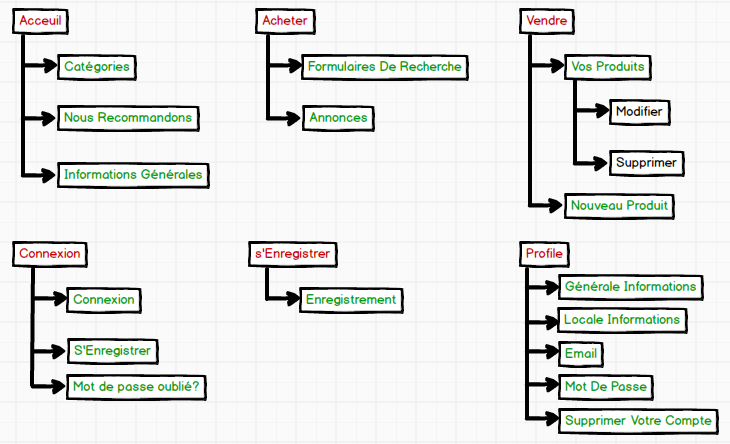 Acceuil
Catégories
Nous Recommandons
Informations Générales
Acheter
Formulaires De Recherche
Annonces
Vendre
Vos Produits
Modifier
Supprimer
Nouveau Produit
Connexion
Connexion
S'Enregistrer
Mot de passe oublié?
s'Enregistrer
Enregistrement
Profile
Générale Informations
Locale Informations
Email
Mot De Passe
Supprimer Votre Compte